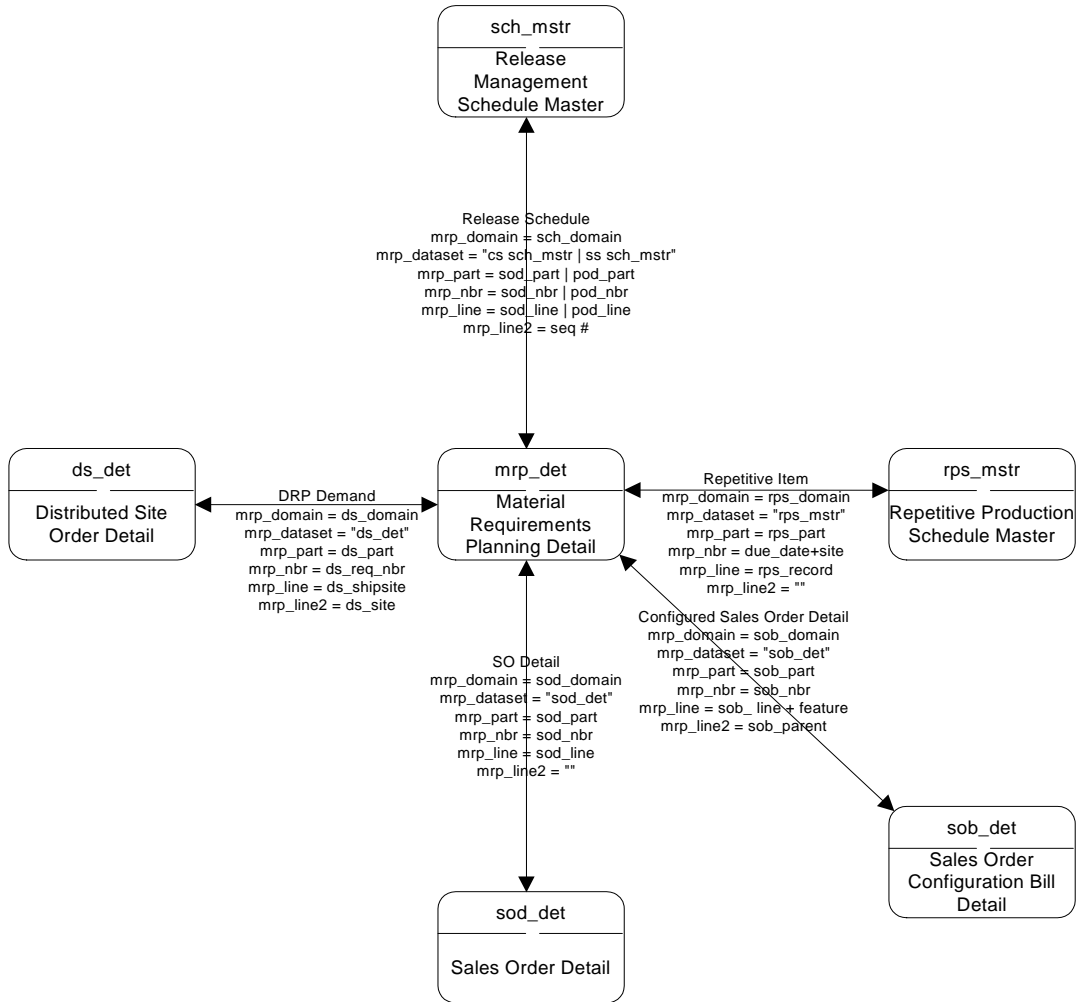 sch_mstr
Release
Management
Schedule Master
Release Schedule
mrp_domain = sch_domain
mrp_dataset = "cs sch_mstr | ss sch_mstr"
mrp_part = sod_part | pod_part
mrp_nbr = sod_nbr | pod_nbr
mrp_line = sod_line | pod_line
mrp_line2 = seq #
ds_det
Distributed Site
Order Detail
DRP Demand
mrp_domain = ds_domain
mrp_dataset = "ds_det"
mrp_part = ds_part
mrp_nbr = ds_req_nbr
mrp_line = ds_shipsite
mrp_line2 = ds_site
mrp_det
Material
Requirements
Planning Detail
Repetitive Item
mrp_domain = rps_domain
mrp_dataset = "rps_mstr"
mrp_part = rps_part
mrp_nbr = due_date+site
mrp_line = rps_record
mrp_line2 = ""
rps_mstr
Repetitive Production
Schedule Master
Configured Sales Order Detail
mrp_domain = sob_domain
mrp_dataset = "sob_det"
mrp_part = sob_part
mrp_nbr = sob_nbr
mrp_line = sob_ line + feature
mrp_line2 = sob_parent
SO Detail
mrp_domain = sod_domain
mrp_dataset = "sod_det"
mrp_part = sod_part
mrp_nbr = sod_nbr
mrp_line = sod_line
mrp_line2 = ""
sob_det
Sales Order
Configuration Bill
Detail
sod_det
Sales Order Detail